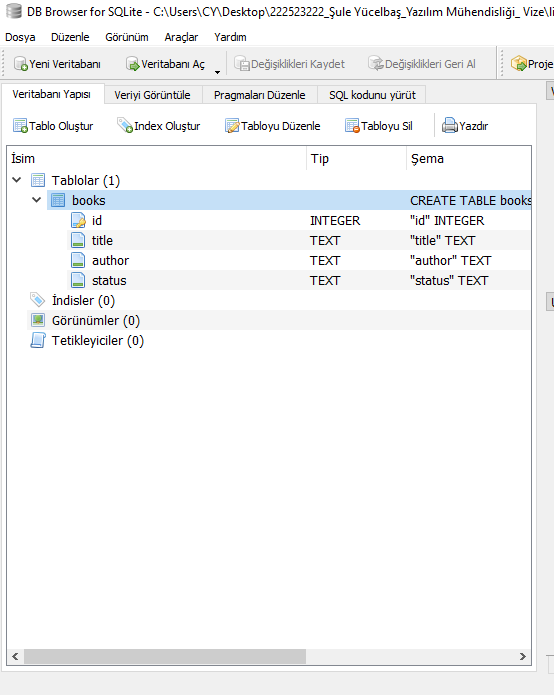 DB Browser for SQLite - C:\Users\CY\Desktop\222523222_Şule Yücelbaş_Yazılım Mühendisliği_ Vize\li
Dosya Düzenle Görünüm Araçlar Yardım
Yeni Veritabanı Veritabanı Aç Değişiklikleri Kaydet Değişiklikleri Geri Al Proje
Veritabanı Yapısı Veriyi Görüntüle Pragmaları Düzenle SQL kodunu yürüt
Tablo Oluştur Index Oluştur Tabloyu Düzenle Tabloyu Sil Yazdır
İsim Tip Şema
Tablolar (1)
books CREATE TABLE books
id INTEGER "id" INTEGER
title TEXT "title" TEXT
author TEXT "author" TEXT
status TEXT "status" TEXT
İndisler (0)
Görünümler (0)
Tetikleyiciler (0)